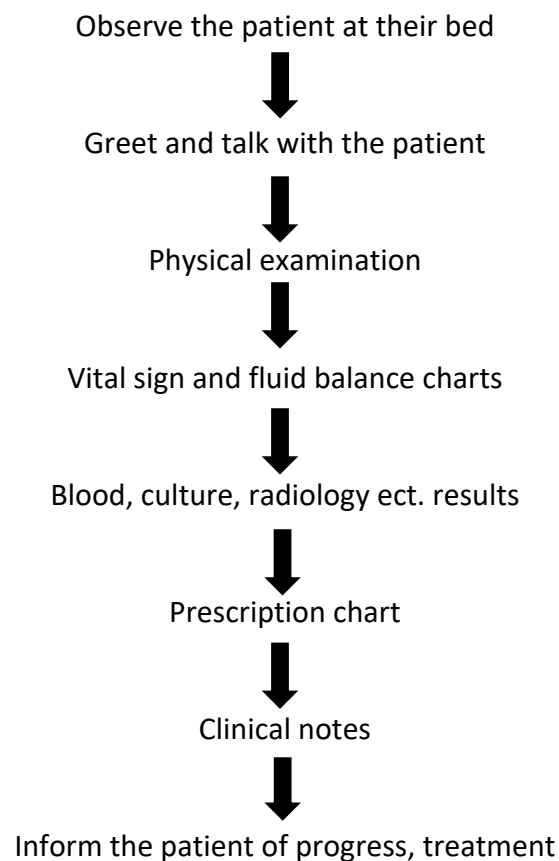 Observe the patient at their bed
Greet and talk with the patient
Physical examination
Vital sign and fluid balance charts
Blood, culture, radiology ect. results
Prescription chart
Clinical notes
Inform the patient of progress, treatment